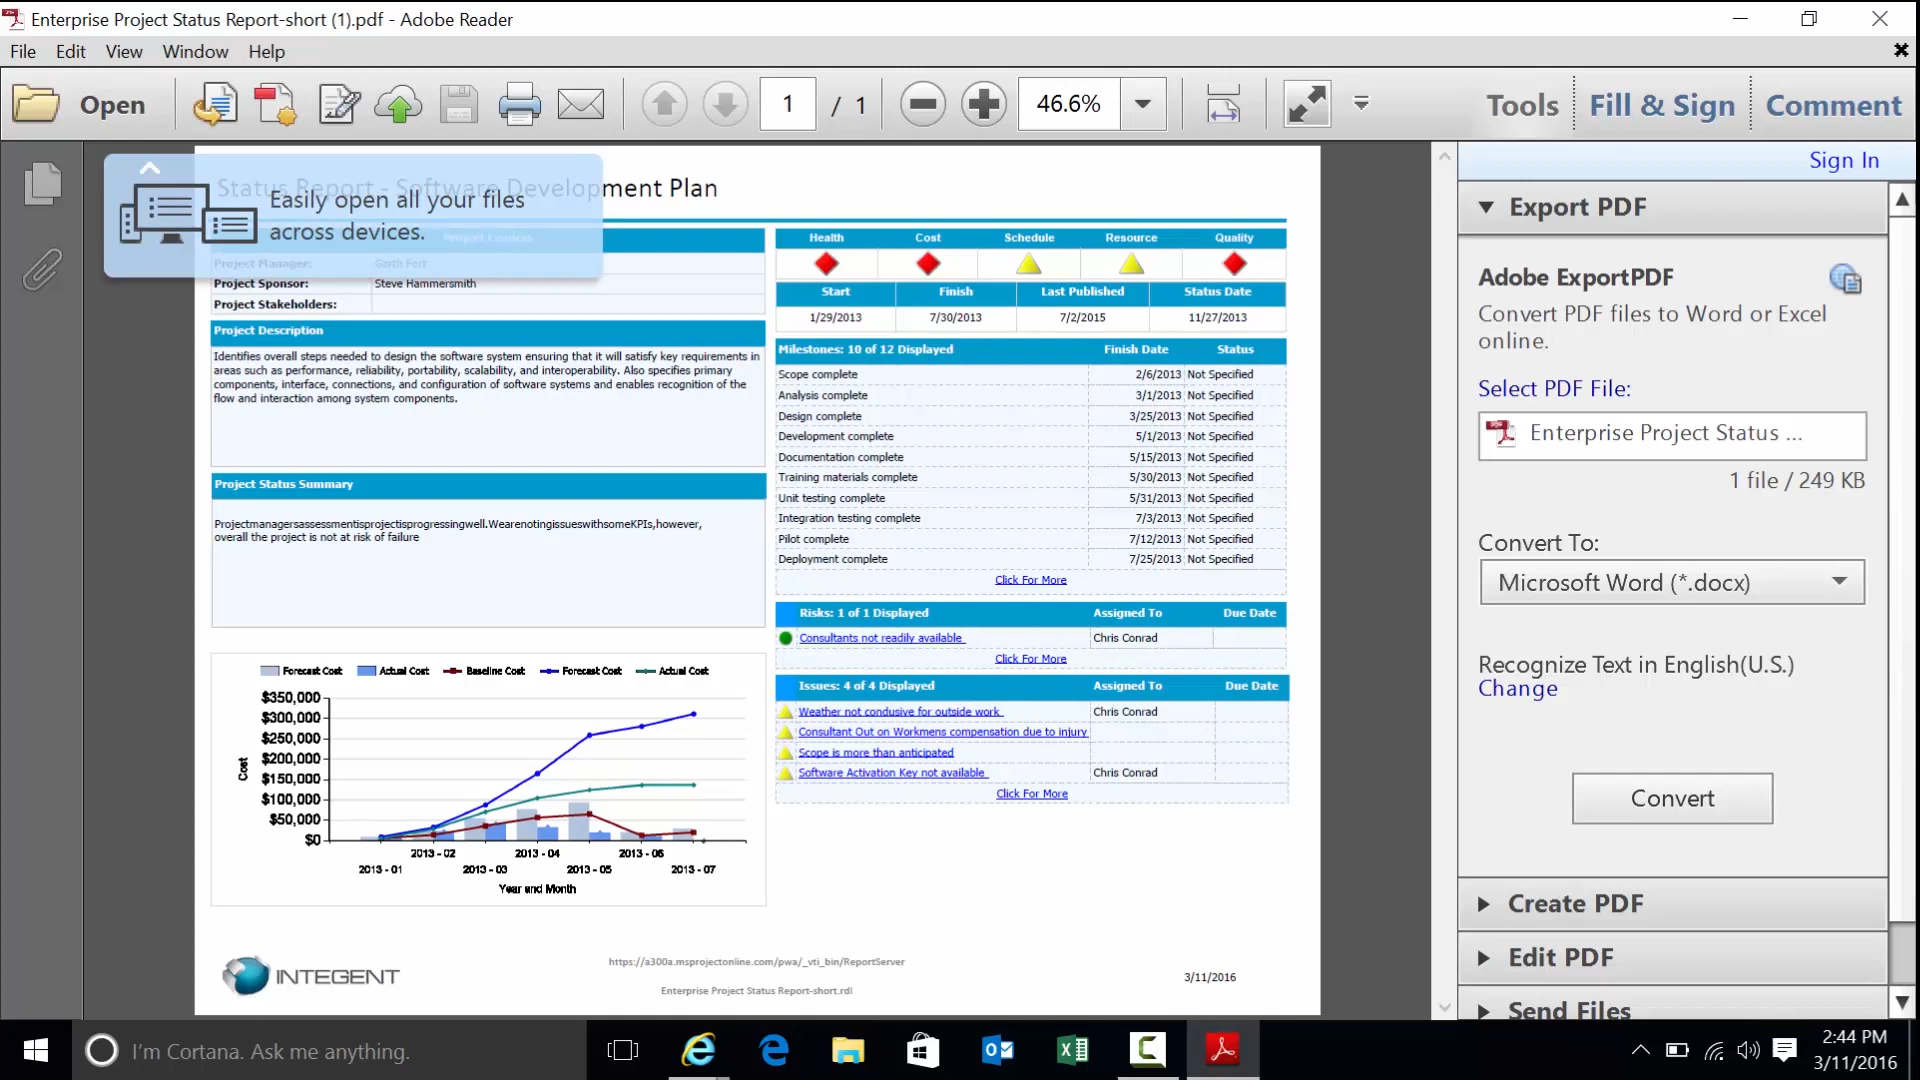 Enterprise Project Status Report-short (1).pdf - Adobe Reader
File Edit View Window Help
Open 1 / 1 46.6% Tools Fill & Sign Comment
Sign In
Status Report - Software Development Plan
Easily open all your files
across devices.
Project Manager: Garth Fort
Project Sponsor: Steve Hammersmith
Project Stakeholders:
Project Description
Identifies overall steps needed to design the software system ensuring that it will satisfy key requirements in
areas such as performance, reliability, portability, scalability, and interoperability. Also specifies primary
components, interface, connections, and configuration of software systems and enables recognition of the
flow and interaction among system components.
Project Status Summary
Projectmanagersassessmentisprojectisprogressingwell.WearenotingissueswithsomeKPIs,however,
overall the project is not at risk of failure
Forecast Cost Actual Cost Baseline Cost Forecast Cost Actual Cost
$350,000
$300,000
$250,000
$200,000
$150,000
$100,000
$50,000
$0
Cost
2013 - 02 2013 - 04 2013 - 06
2013 - 01 2013 - 03 2013 - 05 2013 - 07
Year and Month
Health Cost Schedule Resource Quality
Start Finish Last Published Status Date
1/29/2013 7/30/2013 7/2/2015 11/27/2013
Milestones: 10 of 12 Displayed Finish Date Status
Scope complete 2/6/2013 Not Specified
Analysis complete 3/1/2013 Not Specified
Design complete 3/25/2013 Not Specified
Development complete 5/1/2013 Not Specified
Documentation complete 5/15/2013 Not Specified
Training materials complete 5/30/2013 Not Specified
Unit testing complete 5/31/2013 Not Specified
Integration testing complete 7/3/2013 Not Specified
Pilot complete 7/12/2013 Not Specified
Deployment complete 7/25/2013 Not Specified
Click For More
Risks: 1 of 1 Displayed Assigned To Due Date
Consultants not readily available Chris Conrad
Click For More
Issues: 4 of 4 Displayed Assigned To Due Date
Weather not condusive for outside work Chris Conrad
Consultant Out on Workmens compensation due to injury
Scope is more than anticipated
Software Activation Key not available Chris Conrad
Click For More
INTEGENT
https://a300a.msprojectonline.com/pwa/_vti_bin/ReportServer
Enterprise Project Status Report-short.rdl
3/11/2016
Export PDF
Adobe ExportPDF
Convert PDF files to Word or Excel
online.
Select PDF File:
Enterprise Project Status ...
1 file / 249 KB
Convert To:
Microsoft Word (*.docx)
Recognize Text in English(U.S.)
Change
Convert
Create PDF
Edit PDF
Send Files
I'm Cortana. Ask me anything.
2:44 PM
3/11/2016